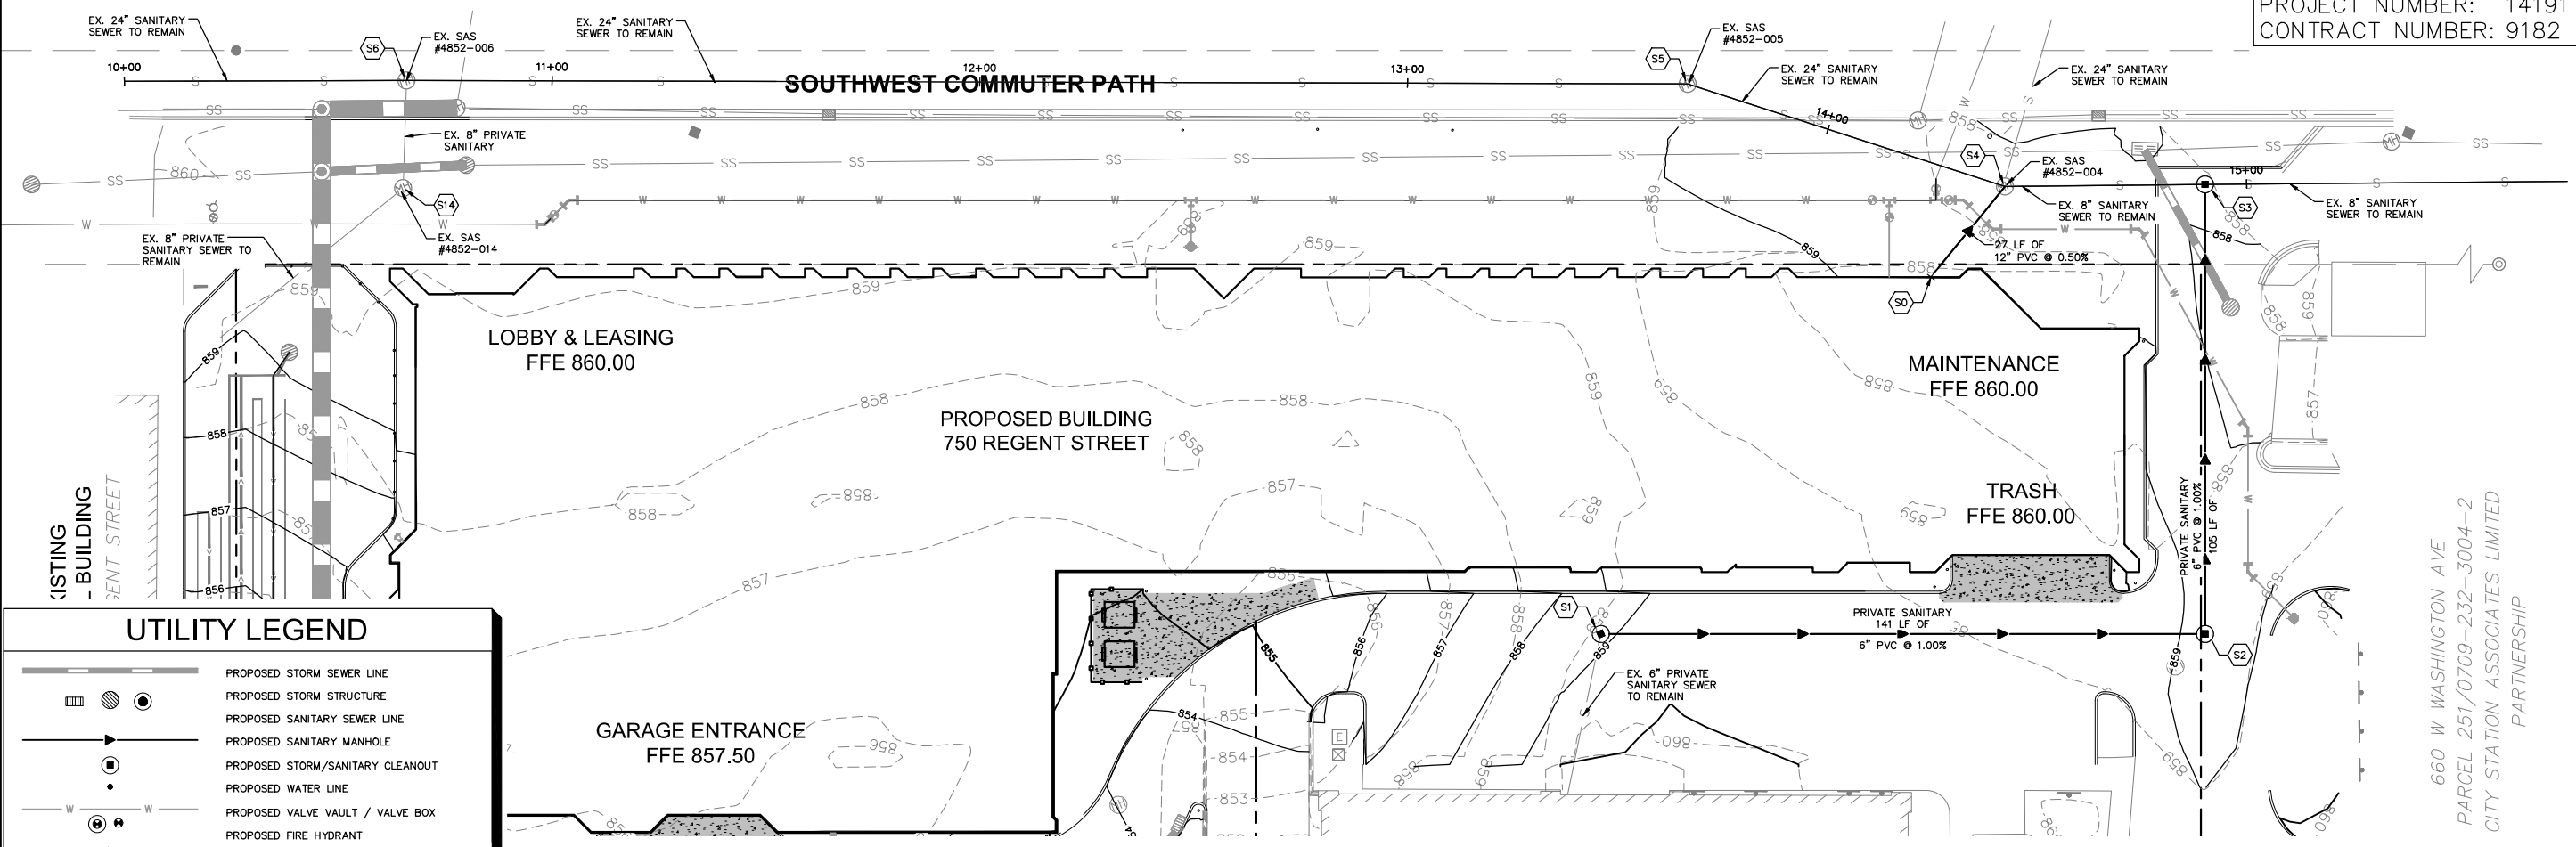 PROJECT NUMBER: 14191
CONTRACT NUMBER: 9182
EX. 24" SANITARY
SEWER TO REMAIN
S6
EX. SAS
#4852-006
EX. 24" SANITARY
SEWER TO REMAIN
S5
EX. SAS
#4852-005
EX. 24" SANITARY
SEWER TO REMAIN
EX. 24" SANITARY
SEWER TO REMAIN
10+00
11+00
12+00
13+00
14+00
15+00
SOUTHWEST COMMUTER PATH
EX. 8" PRIVATE
SANITARY
S14
EX. SAS
#4852-014
EX. 8" PRIVATE
SANITARY SEWER TO
REMAIN
S4
EX. SAS
#4852-004
EX. 8" SANITARY
SEWER TO REMAIN
S3
EX. 8" SANITARY
SEWER TO REMAIN
27 LF OF
12" PVC @ 0.50%
S0
LOBBY & LEASING
FFE 860.00
MAINTENANCE
FFE 860.00
PROPOSED BUILDING
750 REGENT STREET
TRASH
FFE 860.00
GARAGE ENTRANCE
FFE 857.50
S1
PRIVATE SANITARY
141 LF OF
6" PVC @ 1.00%
S2
PRIVATE SANITARY
6" PVC @ 1.00%
105 LF OF
EX. 6" PRIVATE
SANITARY SEWER
TO REMAIN
BUILDING
660 W WASHINGTON AVE
PARCEL 251/0709-232-3004-2
CITY STATION ASSOCIATES LIMITED
PARTNERSHIP
UTILITY LEGEND
PROPOSED STORM SEWER LINE
PROPOSED STORM STRUCTURE
PROPOSED SANITARY SEWER LINE
PROPOSED SANITARY MANHOLE
PROPOSED STORM/SANITARY CLEANOUT
PROPOSED WATER LINE
PROPOSED VALVE VAULT / VALVE BOX
PROPOSED FIRE HYDRANT